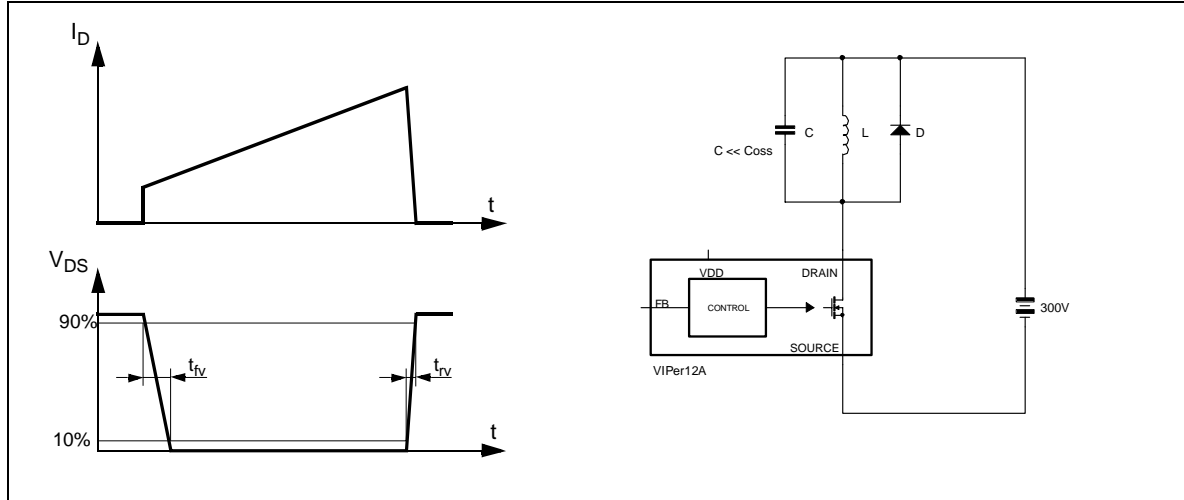 I_D
t
V_DS
90%
t_fv
t_rv
10%
t
C
L
D
C << Coss
VDD
DRAIN
FB
CONTROL
SOURCE
VIPer12A
300V